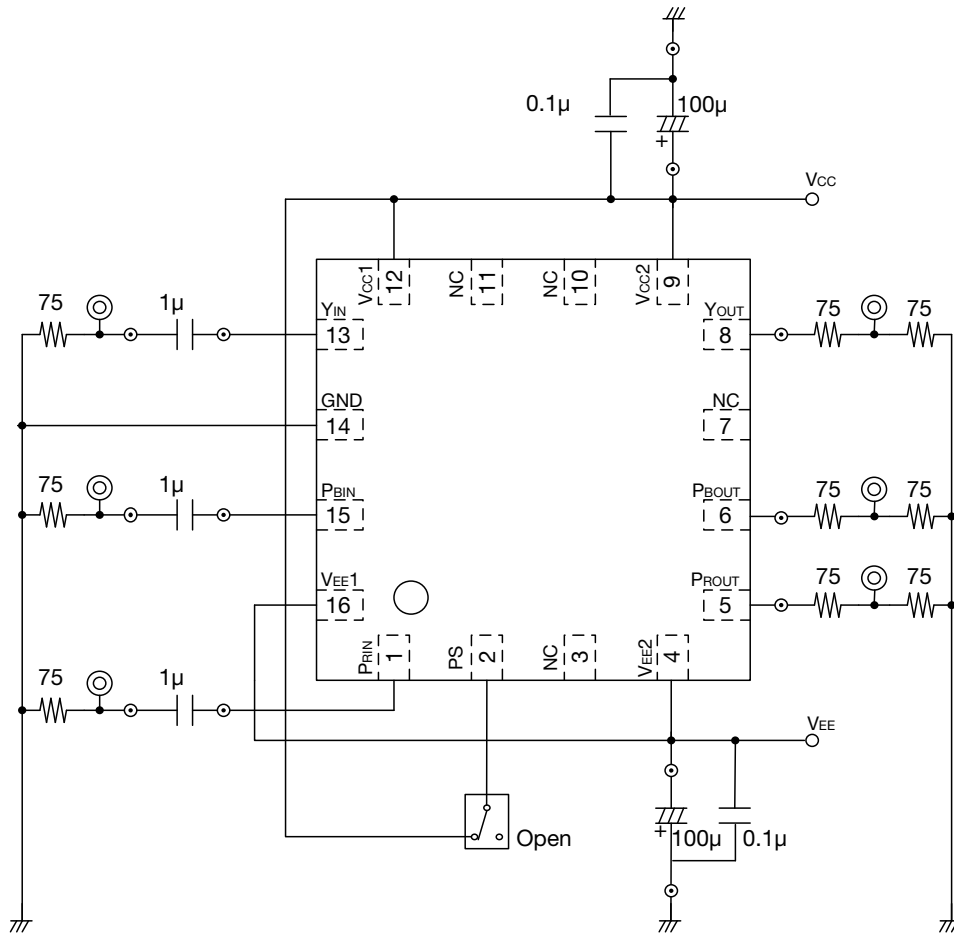 0.1μ
100μ
+
VCC
VCC1
12
NC
11
NC
10
VCC2
9
75
1μ
YIN
13
YOUT
8
75
75
GND
14
NC
7
75
1μ
PBIN
15
PBOUT
6
75
75
VEE1
16
PROUT
5
75
75
PRIN
1
PS
2
NC
3
VEE2
4
75
1μ
VEE
Open
+
100μ
0.1μ